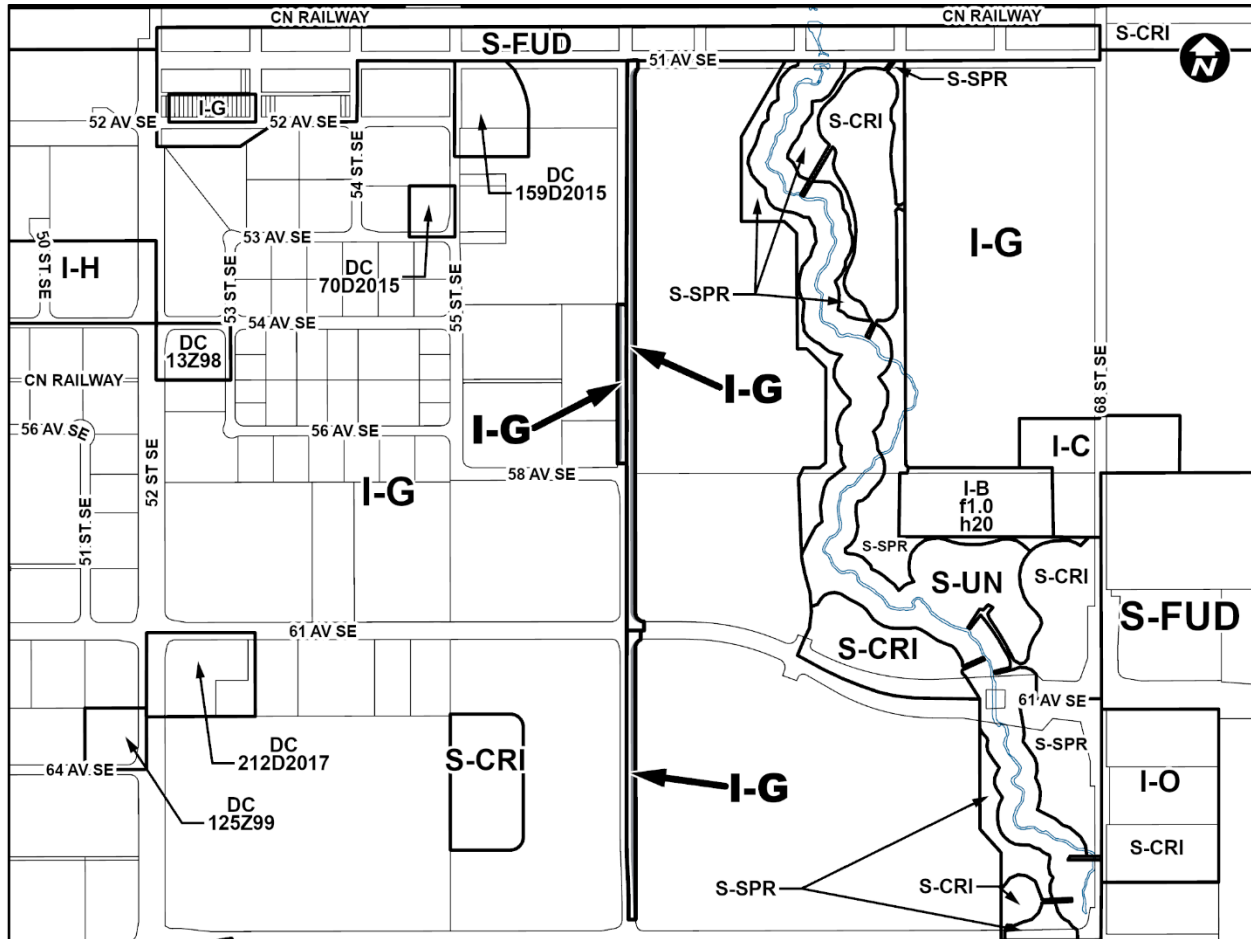 CN RAILWAY
CN RAILWAY
S-CRI
S-FUD
51 AV SE
N
S-SPR
I-G
52 AV SE
52 AV SE
S-CRI
54 ST SE
DC
159D2015
50 ST SE
I-H
53 AV SE
I-G
53 ST SE
DC
70D2015
55 ST SE
S-SPR
54 AV SE
DC
13Z98
CN RAILWAY
I-G
68 ST SE
56 AV SE
56 AV SE
I-G
I-C
52 ST SE
58 AV SE
I-G
I-B
f1.0
h20
51 ST SE
S-SPR
S-UN
S-CRI
S-FUD
61 AV SE
S-CRI
61 AV SE
S-SPR
DC
212D2017
S-CRI
64 AV SE
I-G
I-O
DC
125Z99
S-CRI
S-SPR
S-CRI